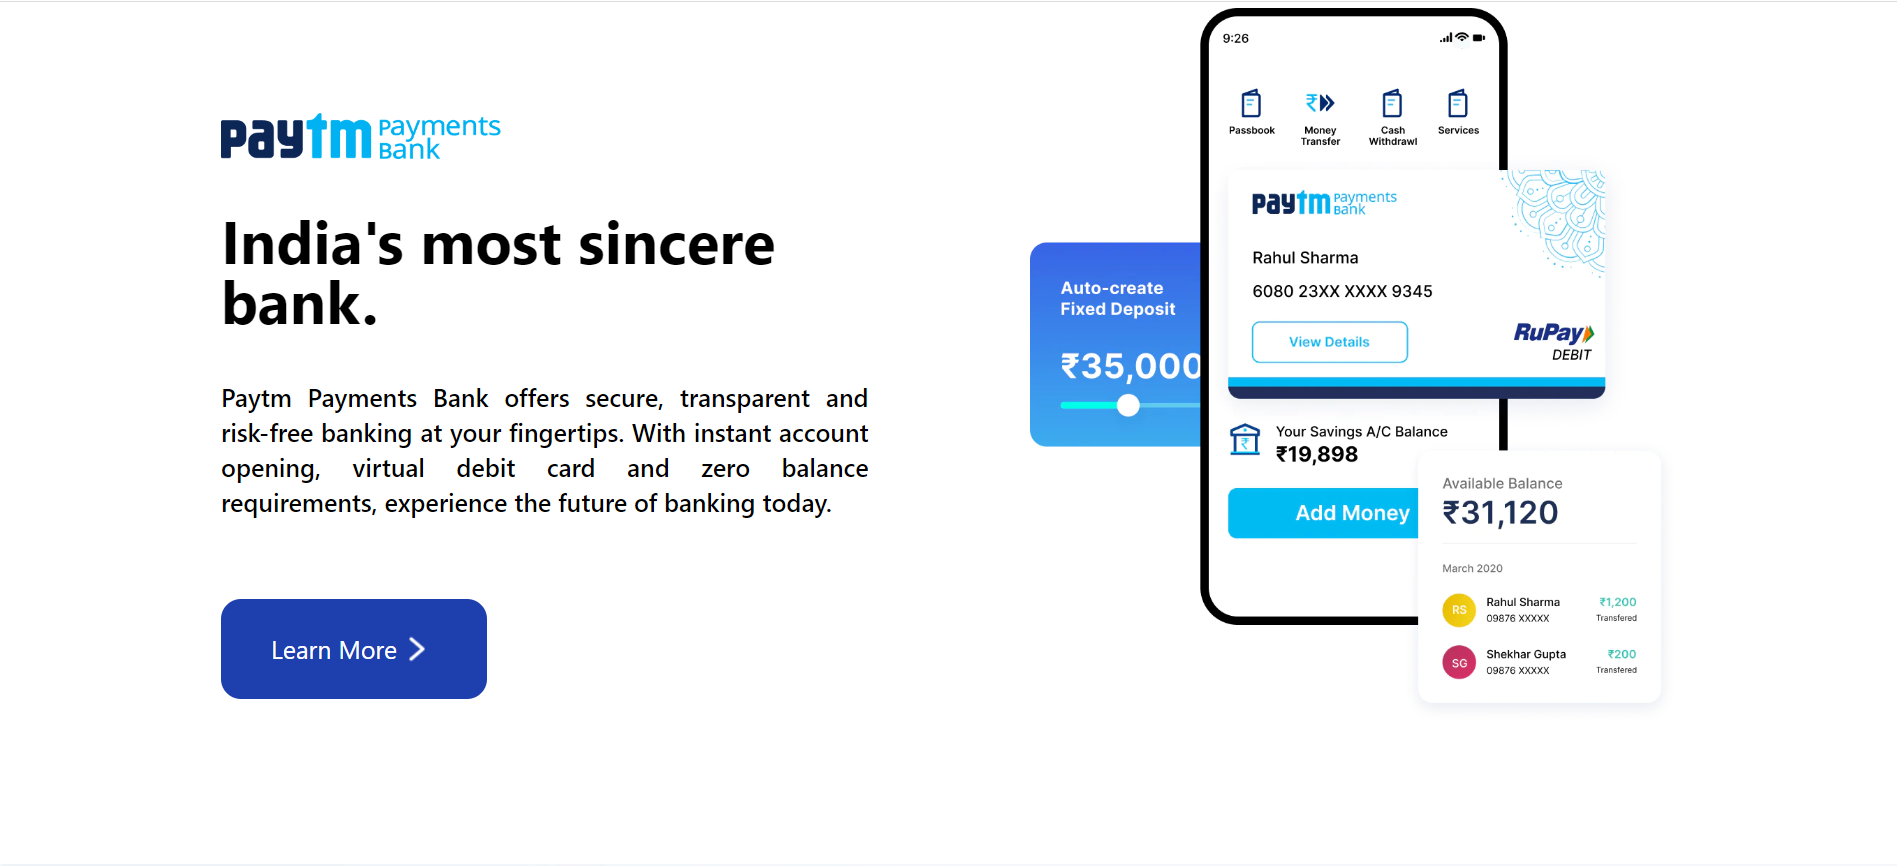 paytm Payments
Bank
India's most sincere
bank.
Paytm Payments Bank offers secure, transparent and
risk-free banking at your fingertips. With instant account
opening, virtual debit card and zero balance
requirements, experience the future of banking today.
Learn More
9:26
Passbook
Money
Transfer
Cash
Withdrawl
Services
paytm Payments
Bank
Rahul Sharma
6080 23XX XXXX 9345
View Details
RuPay
DEBIT
Auto-create
Fixed Deposit
₹35,000
Your Savings A/C Balance
₹19,898
Add Money
Available Balance
₹31,120
March 2020
RS
Rahul Sharma
₹1,200
09876 XXXXX
Transfered
SG
Shekhar Gupta
₹200
09876 XXXXX
Transfered